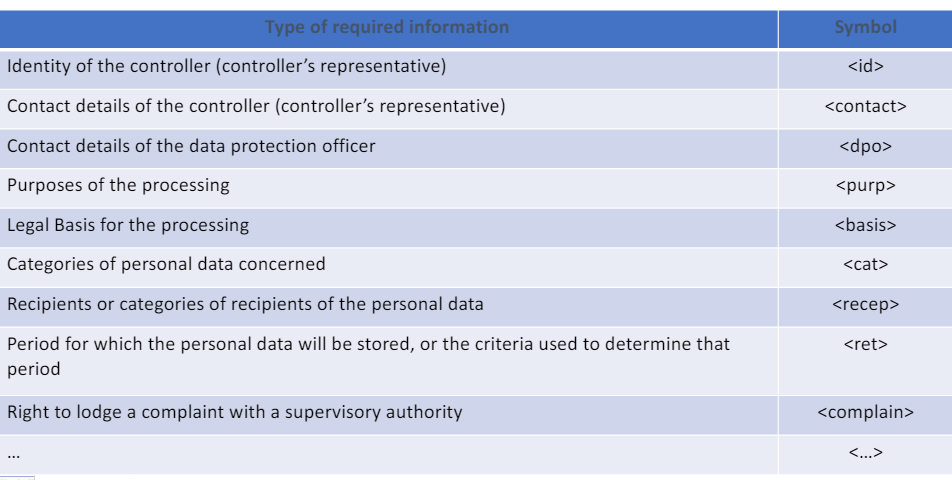 Type of required information Symbol
Identity of the controller (controller’s representative) <id>
Contact details of the controller (controller’s representative) <contact>
Contact details of the data protection officer <dpo>
Purposes of the processing <purp>
Legal Basis for the processing <basis>
Categories of personal data concerned <cat>
Recipients or categories of recipients of the personal data <recep>
Period for which the personal data will be stored, or the criteria used to determine that <ret>
period
Right to lodge a complaint with a supervisory authority <complain>
... <...>